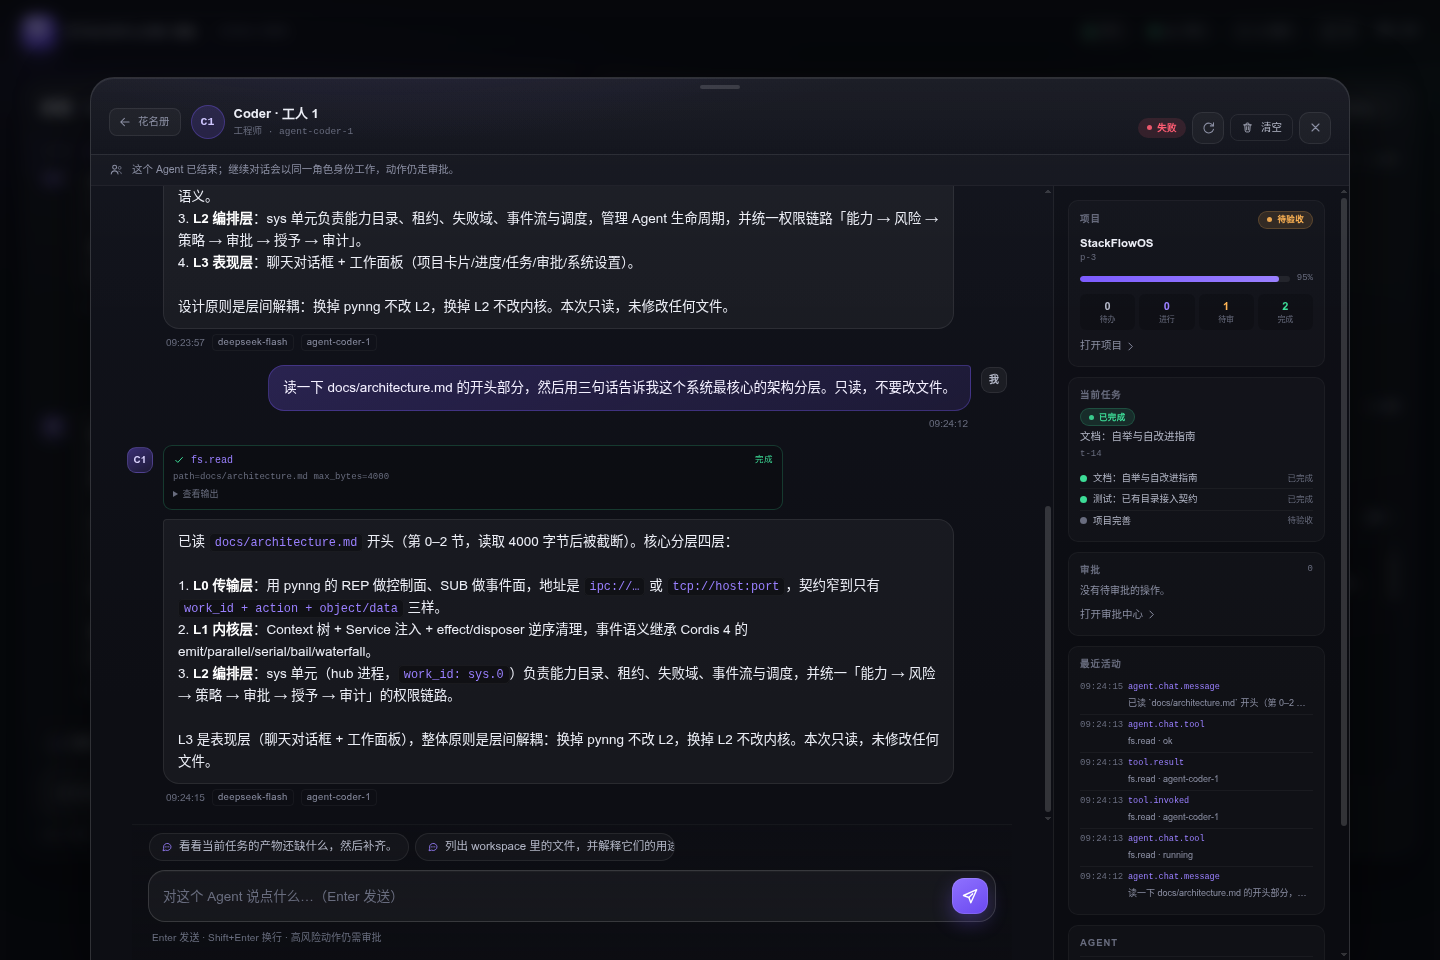 花名册
C1
Coder · 工人 1
工程师 · agent-coder-1
失败
清空
这个 Agent 已结束；继续对话会以同一角色身份工作，动作仍走审批。
语义。
3. L2 编排层：sys 单元负责能力目录、租约、失败域、事件流与调度，管理 Agent 生命周期，并统一权限链路「能力 → 风险 →
策略 → 审批 → 授予 → 审计」。
4. L3 表现层：聊天对话框 + 工作面板（项目卡片/进度/任务/审批/系统设置）。
设计原则是层间解耦：换掉 pynng 不改 L2，换掉 L2 不改内核。本次只读，未修改任何文件。
09:23:57 deepseek-flash agent-coder-1
读一下 docs/architecture.md 的开头部分，然后用三句话告诉我这个系统最核心的架构分层。只读，不要改文件。
我
09:24:12
C1
fs.read
完成
path=docs/architecture.md max_bytes=4000
查看输出
已读 docs/architecture.md 开头（第 0–2 节，读取 4000 字节后被截断）。核心分层四层：
1. L0 传输层：用 pynng 的 REP 做控制面、SUB 做事件面，地址是 ipc://… 或 tcp://host:port ，契约窄到只有
work_id + action + object/data 三样。
2. L1 内核层：Context 树 + Service 注入 + effect/disposer 逆序清理，事件语义继承 Cordis 4 的
emit/parallel/serial/bail/waterfall。
3. L2 编排层：sys 单元（hub 进程， work_id: sys.0 ）负责能力目录、租约、失败域、事件流与调度，并统一「能力 → 风险
→ 策略 → 审批 → 授予 → 审计」的权限链路。
L3 是表现层（聊天对话框 + 工作面板），整体原则是层间解耦：换掉 pynng 不改 L2，换掉 L2 不改内核。本次只读，未修改任何
文件。
09:24:15 deepseek-flash agent-coder-1
看看当前任务的产物还缺什么，然后补齐。
列出 workspace 里的文件，并解释它们的用途
对这个 Agent 说点什么…（Enter 发送）
Enter 发送 · Shift+Enter 换行 · 高风险动作仍需审批
项目
待验收
StackFlowOS
p-3
95%
0 0 1 2
待办 进行 待审 完成
打开项目
当前任务
已完成
文档：自举与自改进指南
t-14
文档：自举与自改进指南 已完成
测试：已有目录接入契约 已完成
项目完善 待验收
审批 0
没有待审批的操作。
打开审批中心
最近活动
09:24:15 agent.chat.message
已读 `docs/architecture.md` 开头（第 0–2 …
09:24:13 agent.chat.tool
fs.read · ok
09:24:13 tool.result
fs.read · agent-coder-1
09:24:13 tool.invoked
fs.read · agent-coder-1
09:24:13 agent.chat.tool
fs.read · running
09:24:12 agent.chat.message
读一下 docs/architecture.md 的开头部分，…
AGENT